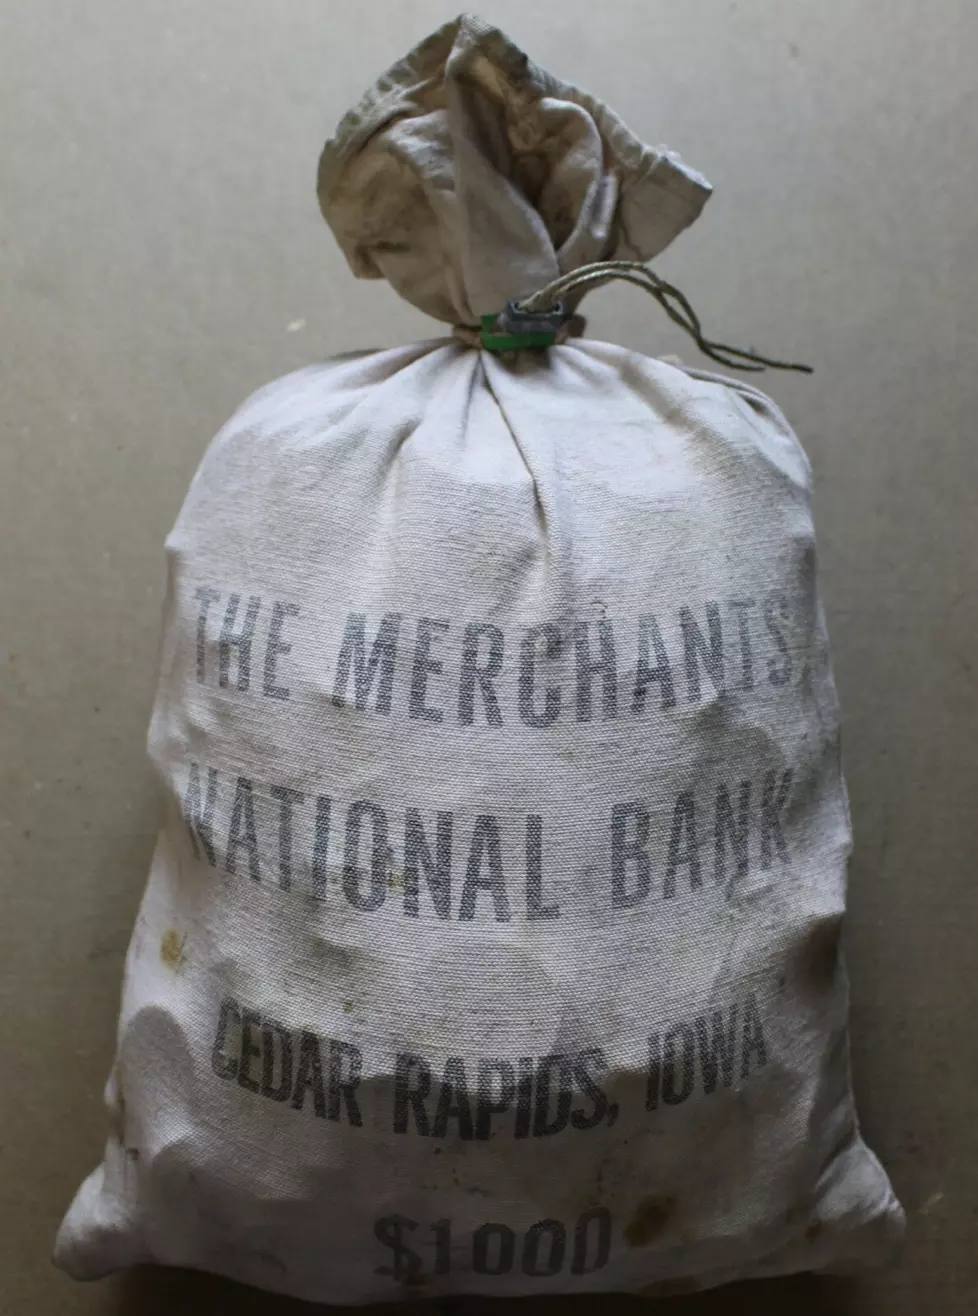 THE MERCHANTS
NATIONAL BANK
CEDAR RAPIDS, IOWA
$1000